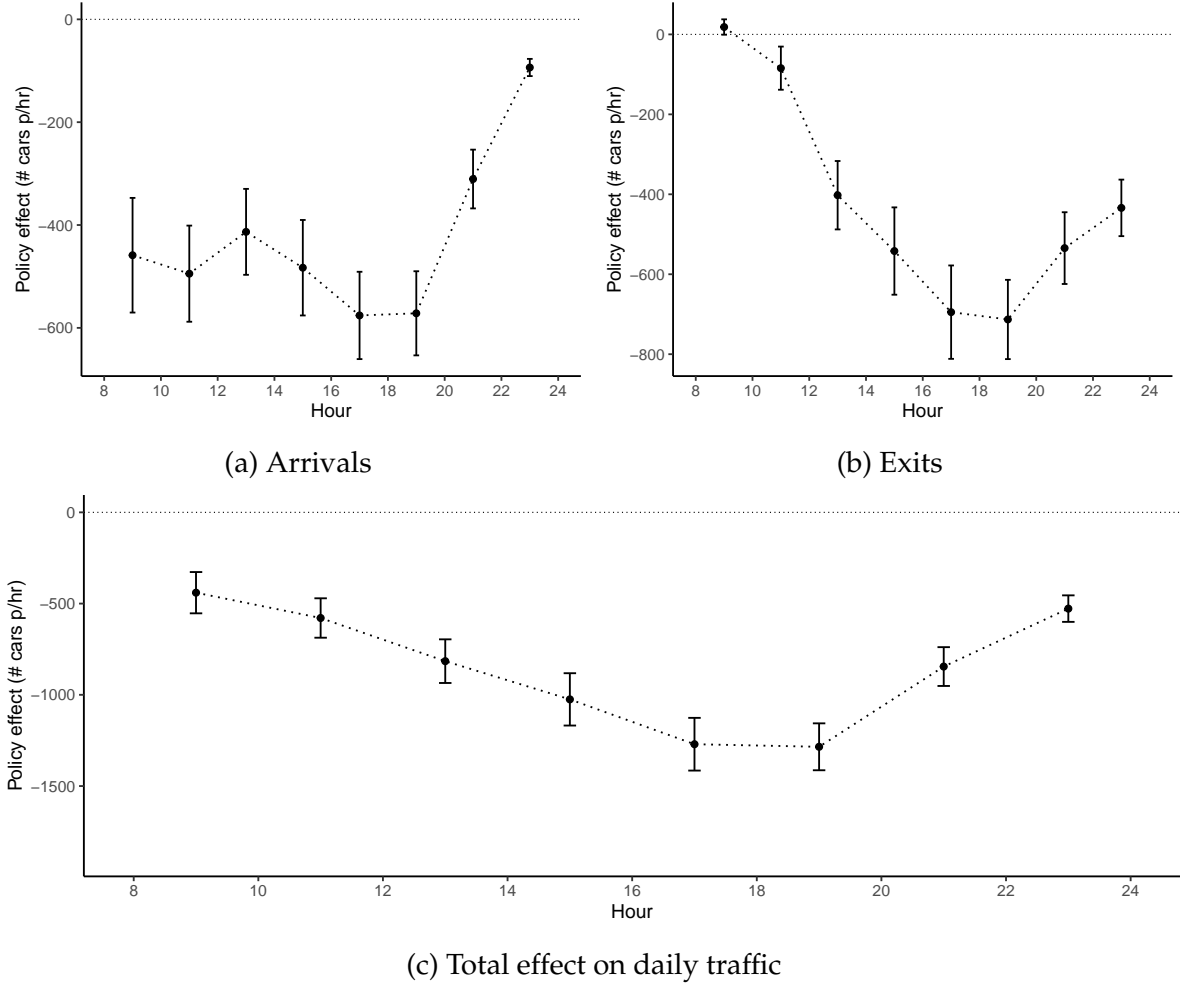 0
−200
−400
−600
Policy effect (# cars p/hr)
8 10 12 14 16 18 20 22 24
Hour
(a) Arrivals
0
−200
−400
−600
−800
Policy effect (# cars p/hr)
8 10 12 14 16 18 20 22 24
Hour
(b) Exits
0
−500
−1000
−1500
Policy effect (# cars p/hr)
8 10 12 14 16 18 20 22 24
Hour
(c) Total effect on daily traffic